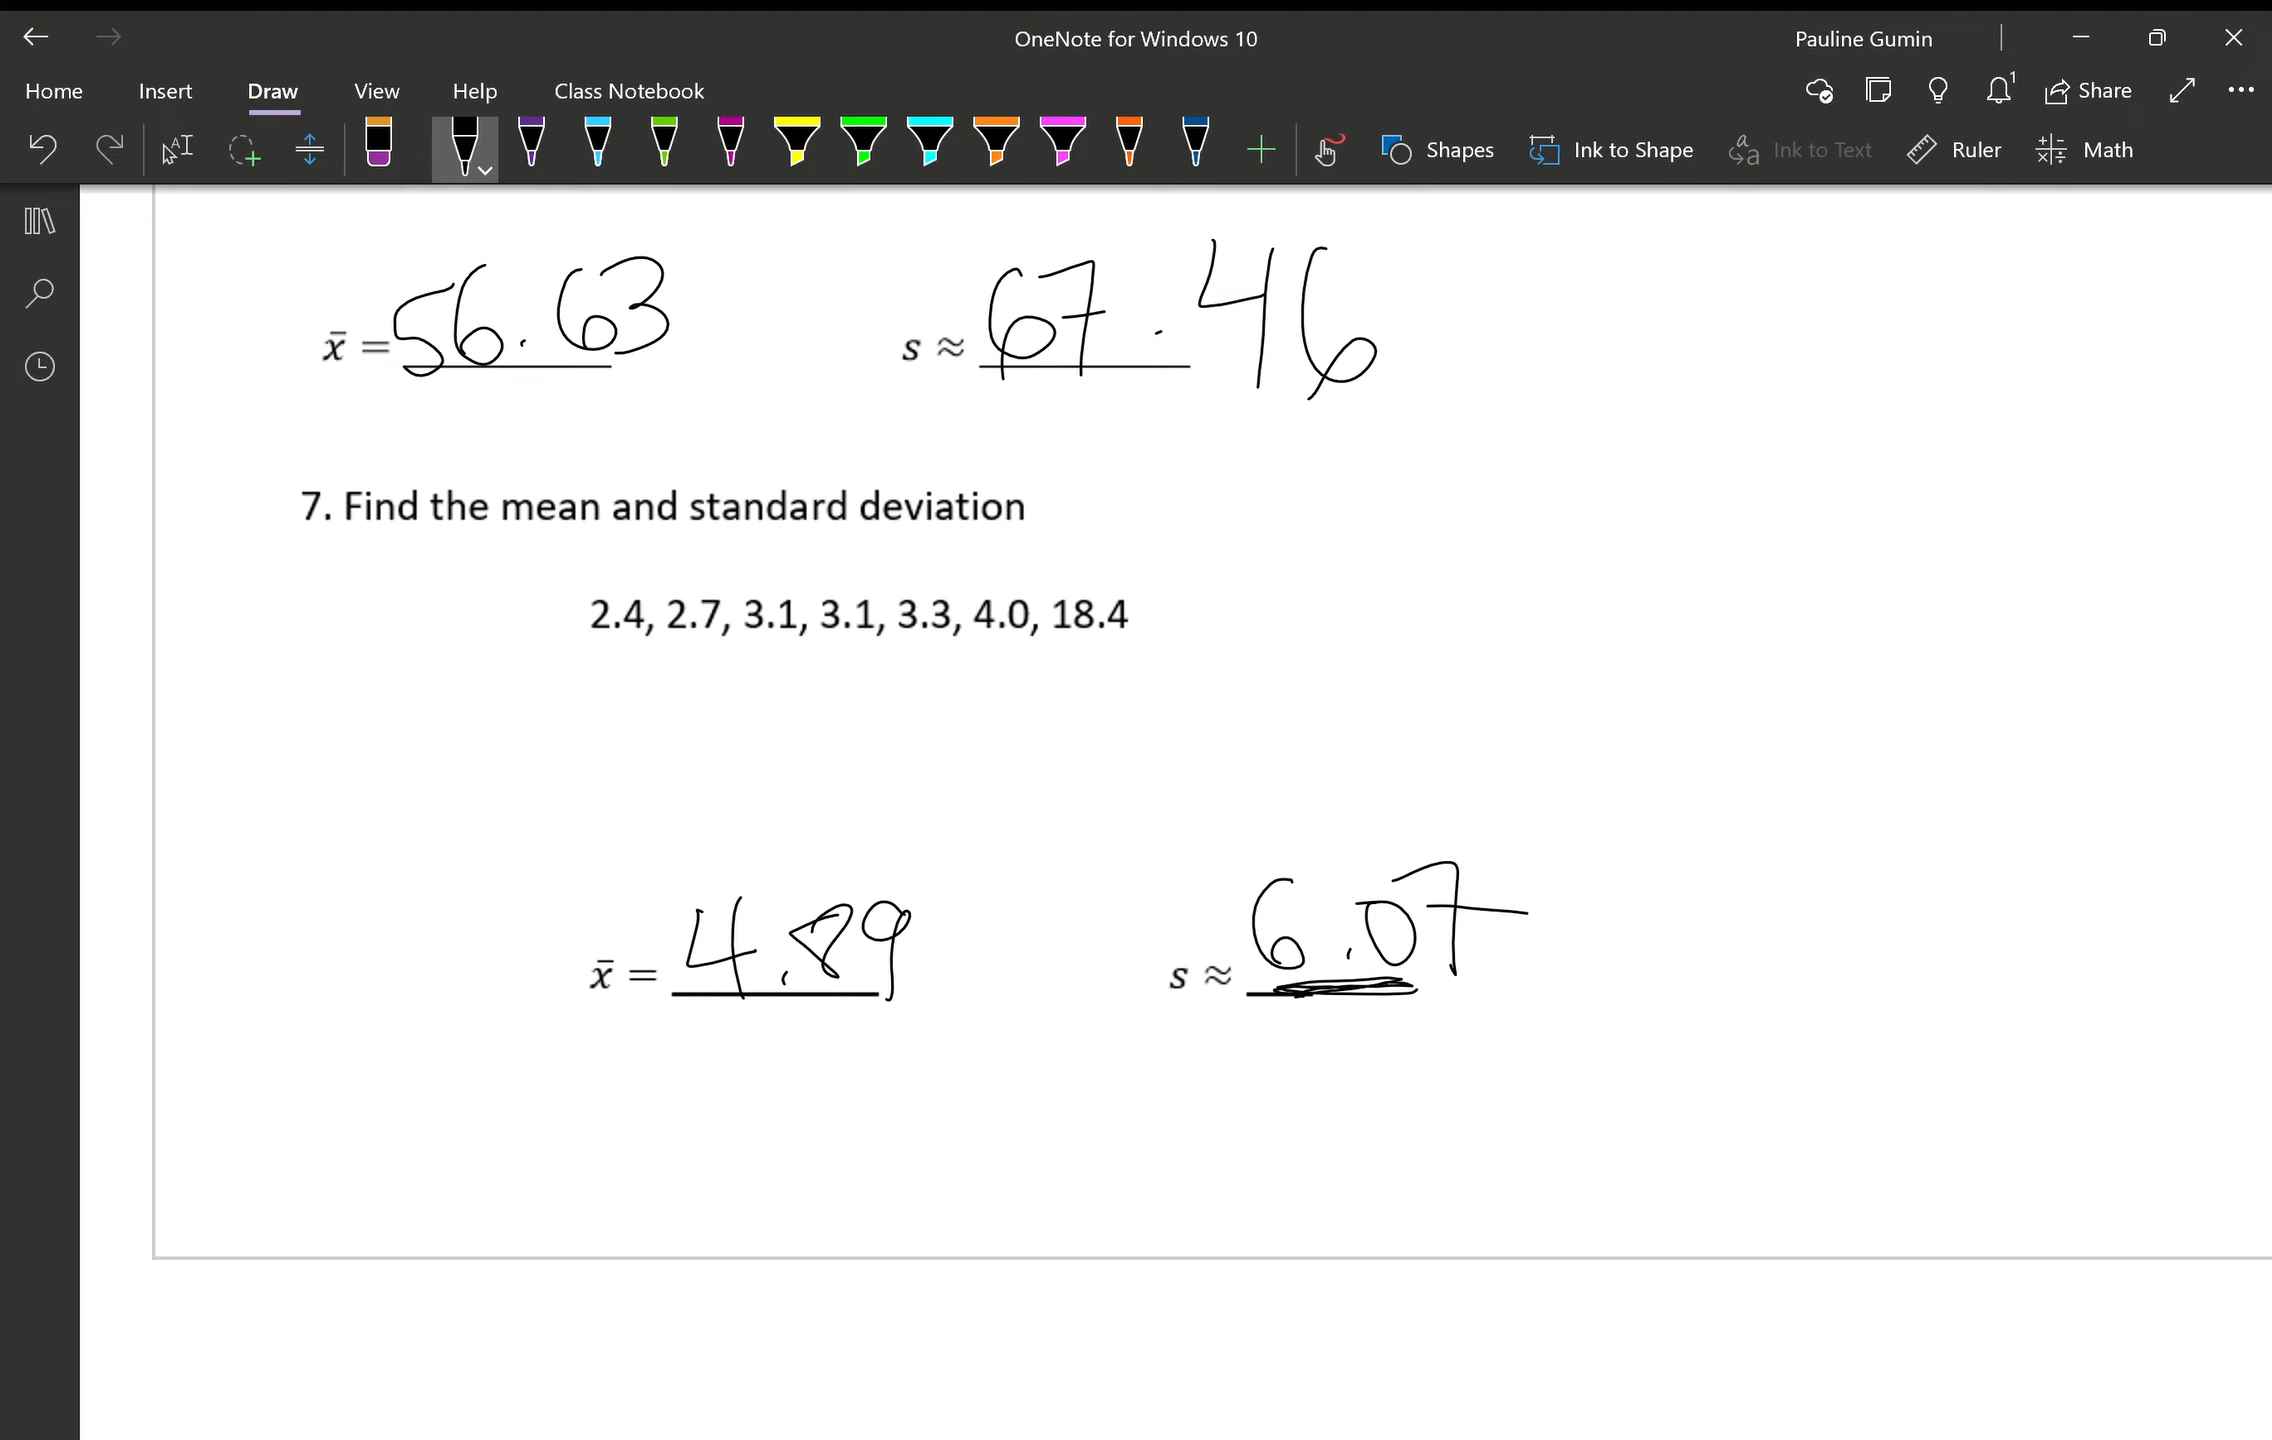 OneNote for Windows 10
Pauline Gumin
Home Insert Draw View Help Class Notebook
1 Share
Shapes Ink to Shape Ink to Text Ruler Math
x̄ = 56.63 s ≈ 67.46
7. Find the mean and standard deviation
2.4, 2.7, 3.1, 3.1, 3.3, 4.0, 18.4
x̄ = 4.89 s ≈ 6.07